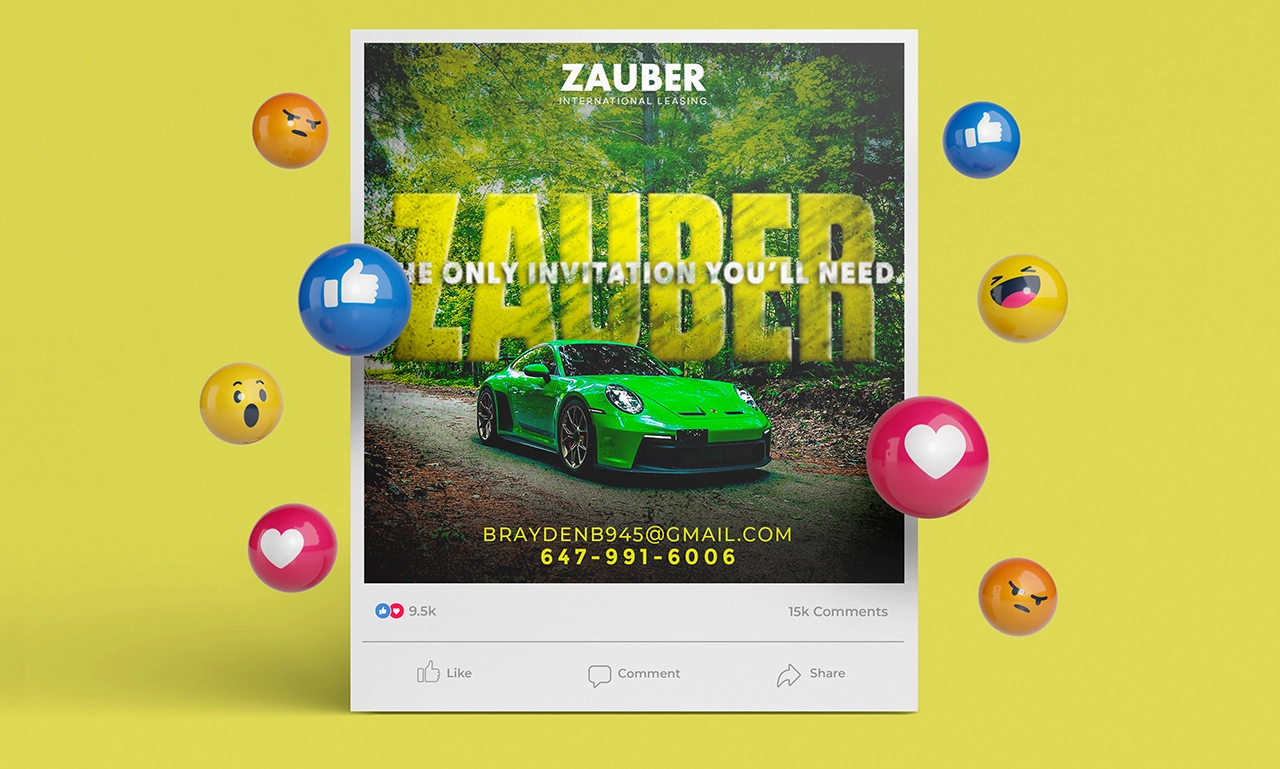 ZAUBER
INTERNATIONAL LEASING
ZAUBER
HE ONLY INVITATION YOU'LL NEED.
BRAYDENB945@GMAIL.COM
647-991-6006
9.5k
15k Comments
Like
Comment
Share